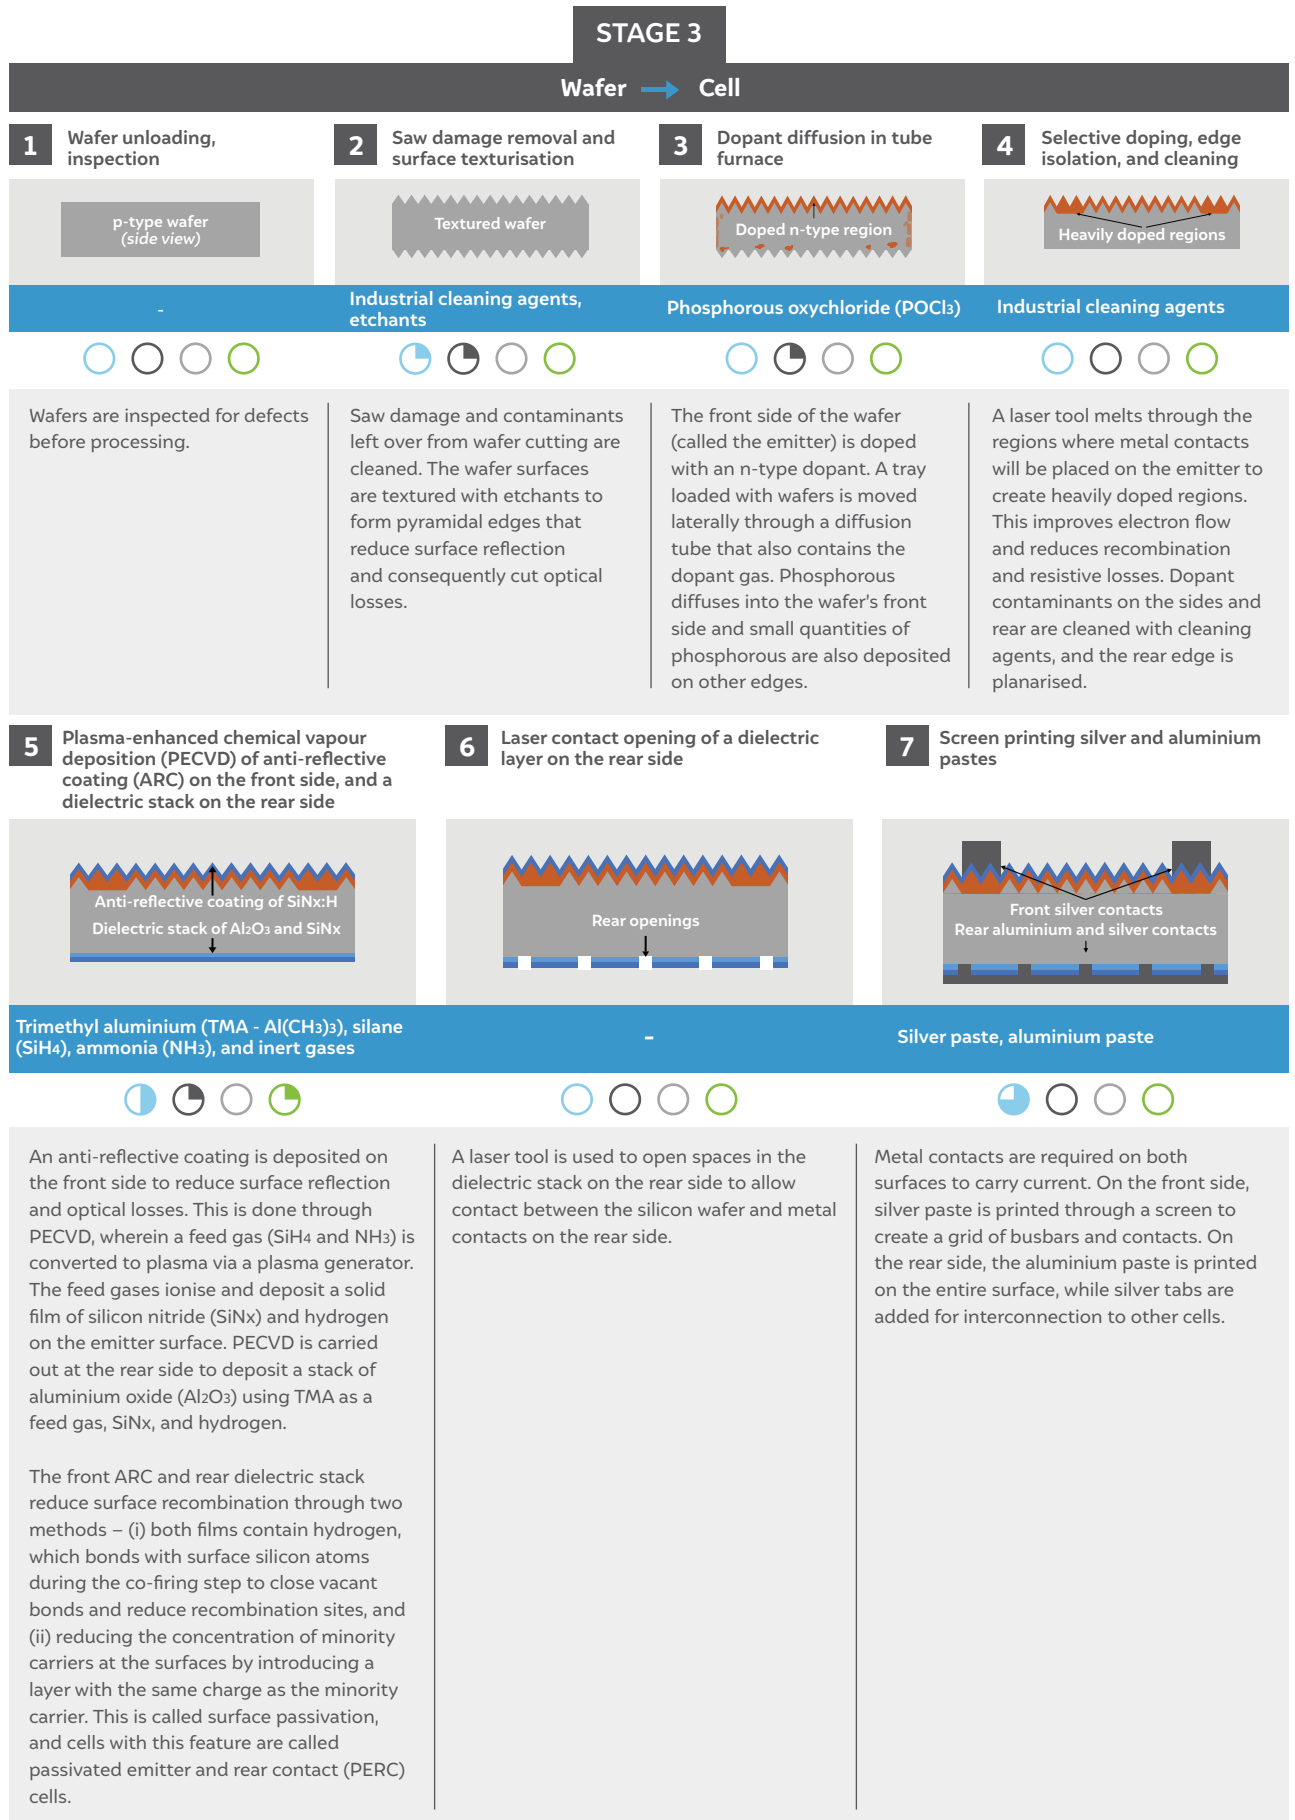 STAGE 3
Wafer → Cell
1
Wafer unloading,
inspection
2
Saw damage removal and
surface texturisation
3
Dopant diffusion in tube
furnace
4
Selective doping, edge
isolation, and cleaning
p-type wafer
(side view)
Textured wafer
Doped n-type region
Heavily doped regions
-
Industrial cleaning agents,
etchants
Phosphorous oxychloride (POCl₃)
Industrial cleaning agents
Wafers are inspected for defects
before processing.
Saw damage and contaminants
left over from wafer cutting are
cleaned. The wafer surfaces
are textured with etchants to
form pyramidal edges that
reduce surface reflection
and consequently cut optical
losses.
The front side of the wafer
(called the emitter) is doped
with an n-type dopant. A tray
loaded with wafers is moved
laterally through a diffusion
tube that also contains the
dopant gas. Phosphorous
diffuses into the wafer's front
side and small quantities of
phosphorous are also deposited
on other edges.
A laser tool melts through the
regions where metal contacts
will be placed on the emitter to
create heavily doped regions.
This improves electron flow
and reduces recombination
and resistive losses. Dopant
contaminants on the sides and
rear are cleaned with cleaning
agents, and the rear edge is
planarised.
5
Plasma-enhanced chemical vapour
deposition (PECVD) of anti-reflective
coating (ARC) on the front side, and a
dielectric stack on the rear side
6
Laser contact opening of a dielectric
layer on the rear side
7
Screen printing silver and aluminium
pastes
Anti-reflective coating of SiNx:H
Dielectric stack of Al₂O₃ and SiNx
Rear openings
Front silver contacts
Rear aluminium and silver contacts
Trimethyl aluminium (TMA - Al(CH₃)₃), silane
(SiH₄), ammonia (NH₃), and inert gases
-
Silver paste, aluminium paste
An anti-reflective coating is deposited on
the front side to reduce surface reflection
and optical losses. This is done through
PECVD, wherein a feed gas (SiH₄ and NH₃) is
converted to plasma via a plasma generator.
The feed gases ionise and deposit a solid
film of silicon nitride (SiNx) and hydrogen
on the emitter surface. PECVD is carried
out at the rear side to deposit a stack of
aluminium oxide (Al₂O₃) using TMA as a
feed gas, SiNx, and hydrogen.
The front ARC and rear dielectric stack
reduce surface recombination through two
methods – (i) both films contain hydrogen,
which bonds with surface silicon atoms
during the co-firing step to close vacant
bonds and reduce recombination sites, and
(ii) reducing the concentration of minority
carriers at the surfaces by introducing a
layer with the same charge as the minority
carrier. This is called surface passivation,
and cells with this feature are called
passivated emitter and rear contact (PERC)
cells.
A laser tool is used to open spaces in the
dielectric stack on the rear side to allow
contact between the silicon wafer and metal
contacts on the rear side.
Metal contacts are required on both
surfaces to carry current. On the front side,
silver paste is printed through a screen to
create a grid of busbars and contacts. On
the rear side, the aluminium paste is printed
on the entire surface, while silver tabs are
added for interconnection to other cells.